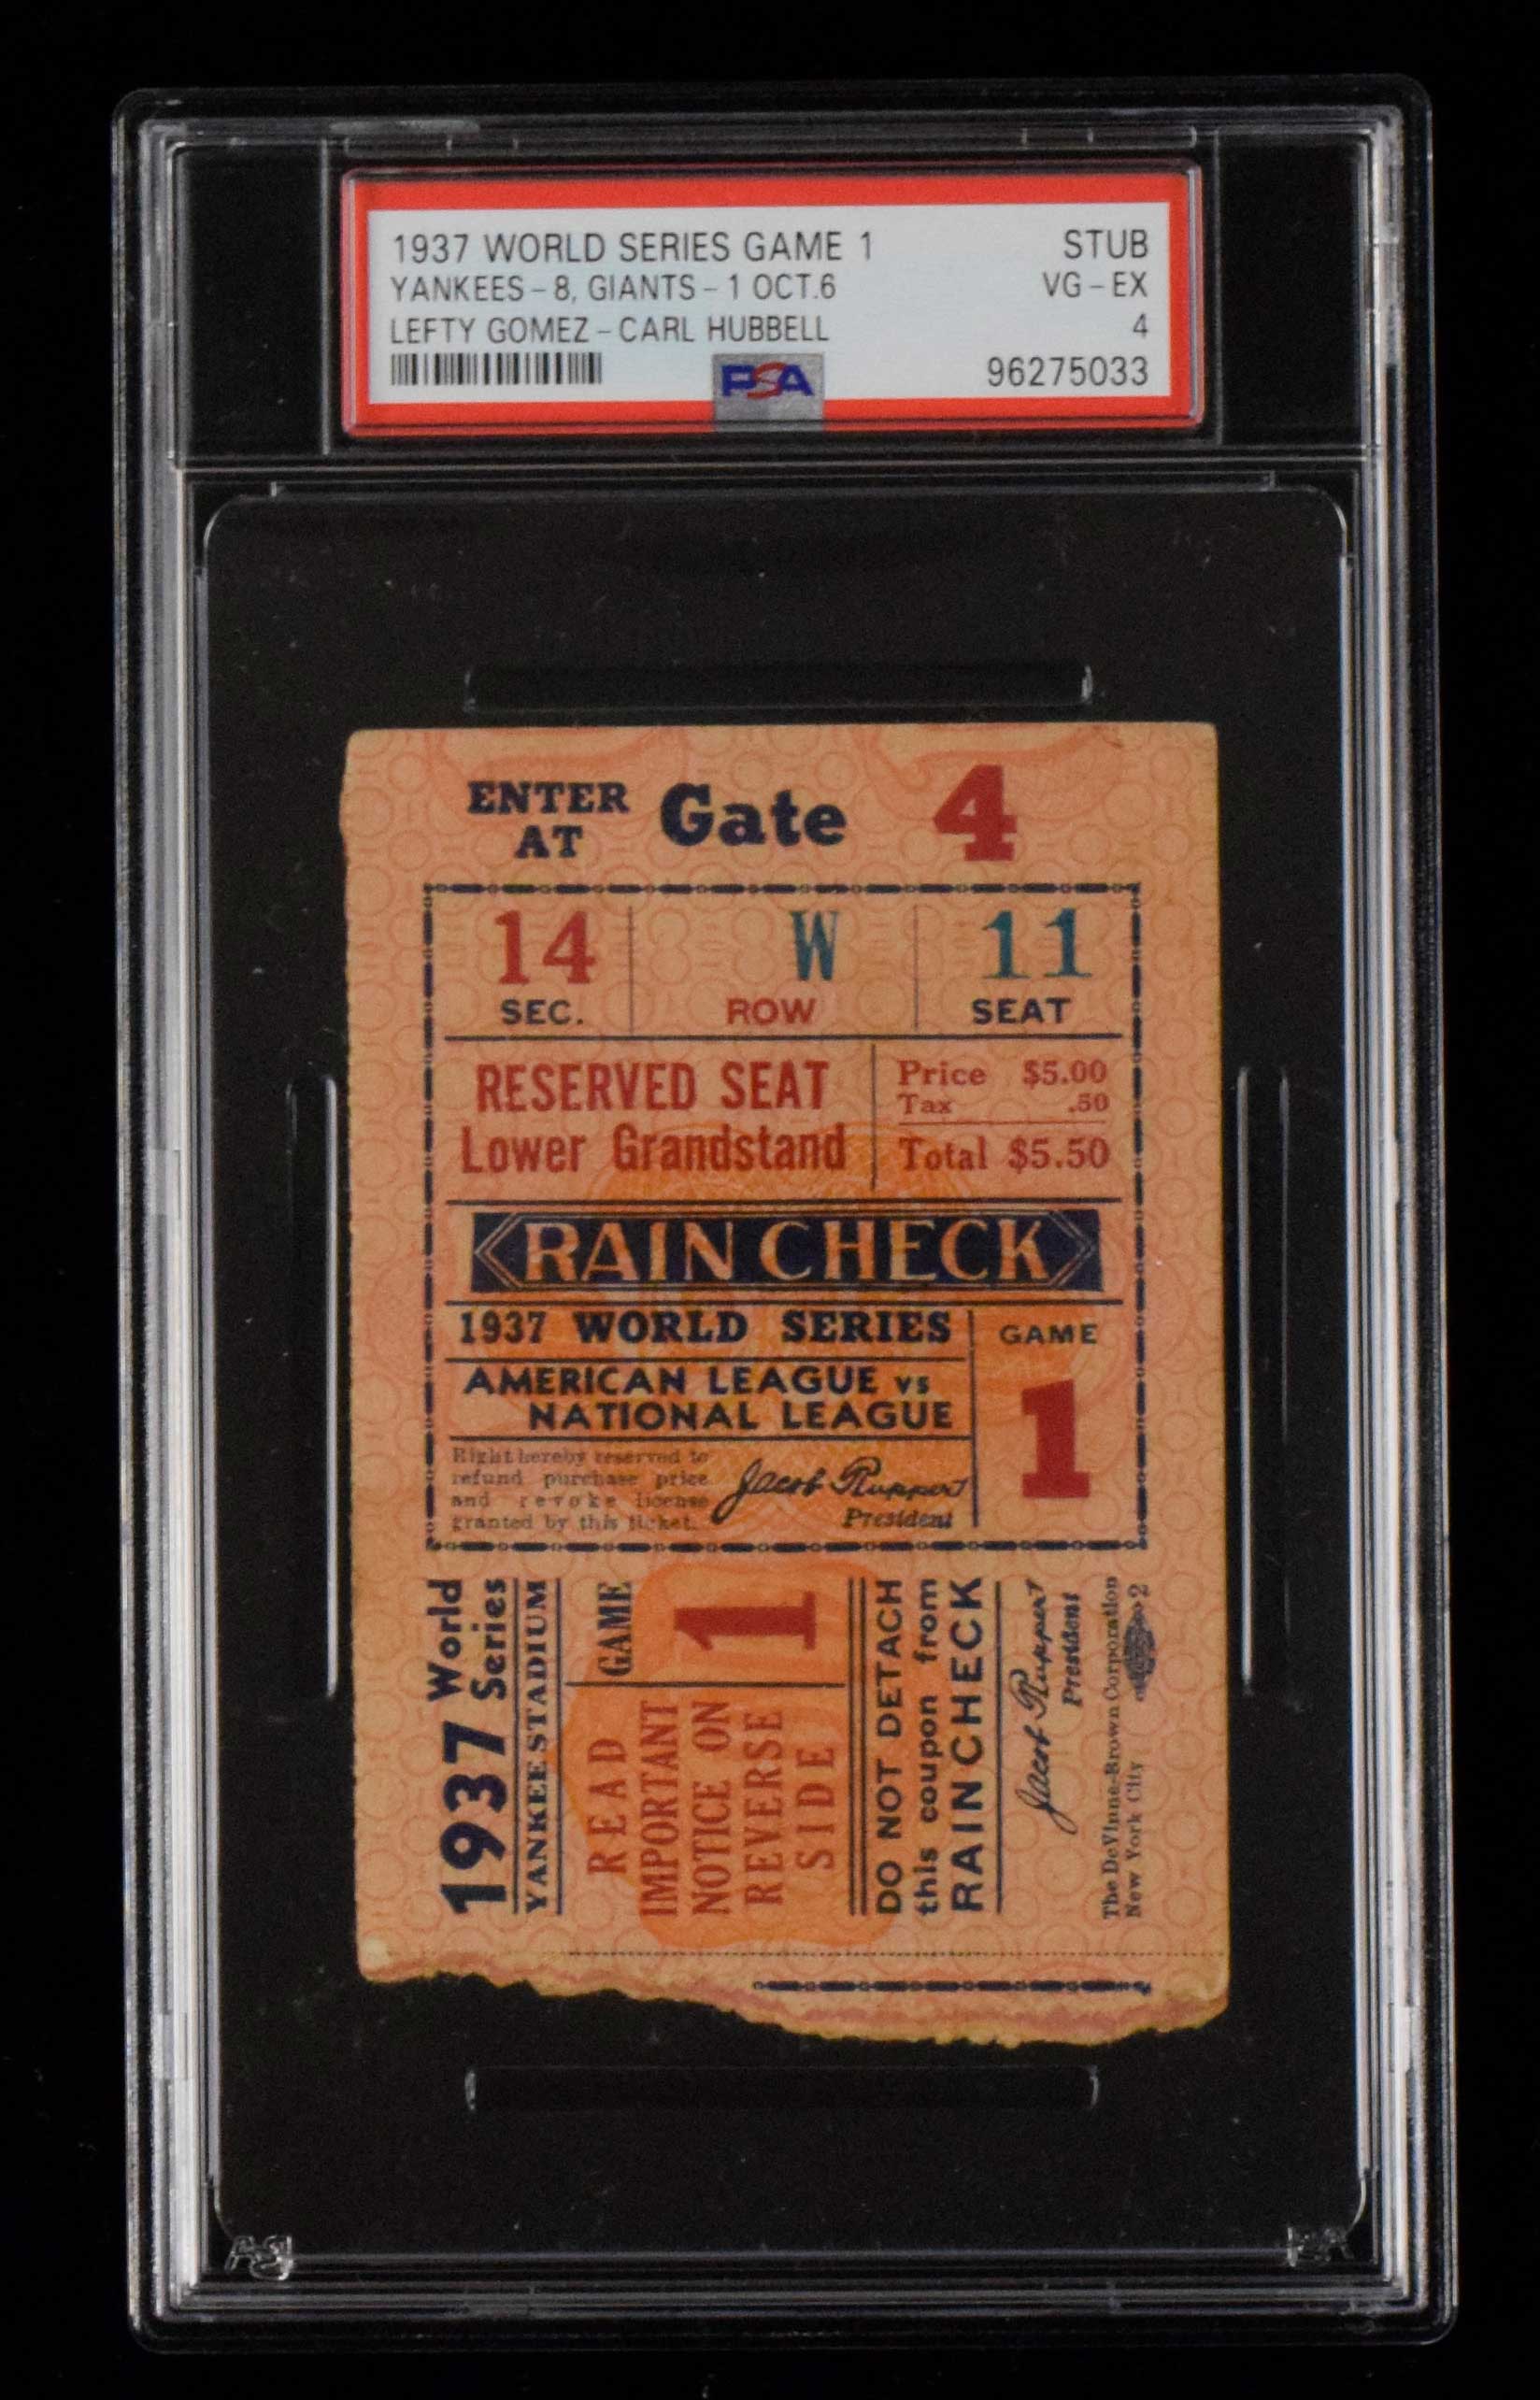 1937 WORLD SERIES GAME 1 STUB
YANKEES-8, GIANTS-1 OCT.6 VG-EX
LEFTY GOMEZ-CARL HUBBELL 4
PSA 96275033
ENTER AT Gate 4
14 W 11
SEC. ROW SEAT
RESERVED SEAT
Lower Grandstand
Price $5.00
Tax .50
Total $5.50
RAIN CHECK
1937 WORLD SERIES
AMERICAN LEAGUE vs
NATIONAL LEAGUE
GAME
1
Right hereby reserved to
refund purchase price
and revoke license
granted by this ticket.
Jacob Ruppert
President
1937 World Series
YANKEE STADIUM
GAME
1
READ
IMPORTANT
NOTICE ON
REVERSE
SIDE
DO NOT DETACH
this coupon from
RAIN CHECK
Jacob Ruppert
President
The DeVinne-Brown Corporation
New York City
2